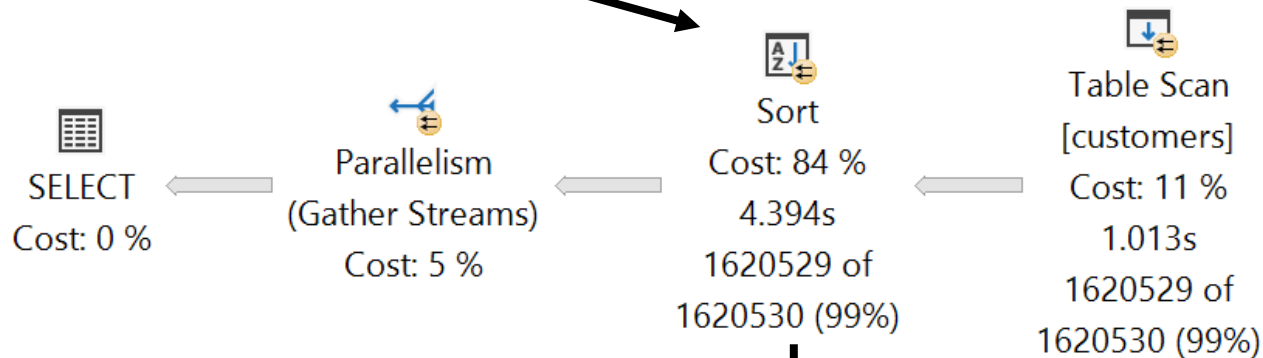 SELECT
Cost: 0 %
Parallelism
(Gather Streams)
Cost: 5 %
A
Z
Sort
Cost: 84 %
4.394s
1620529 of
1620530 (99%)
Table Scan
[customers]
Cost: 11 %
1.013s
1620529 of
1620530 (99%)